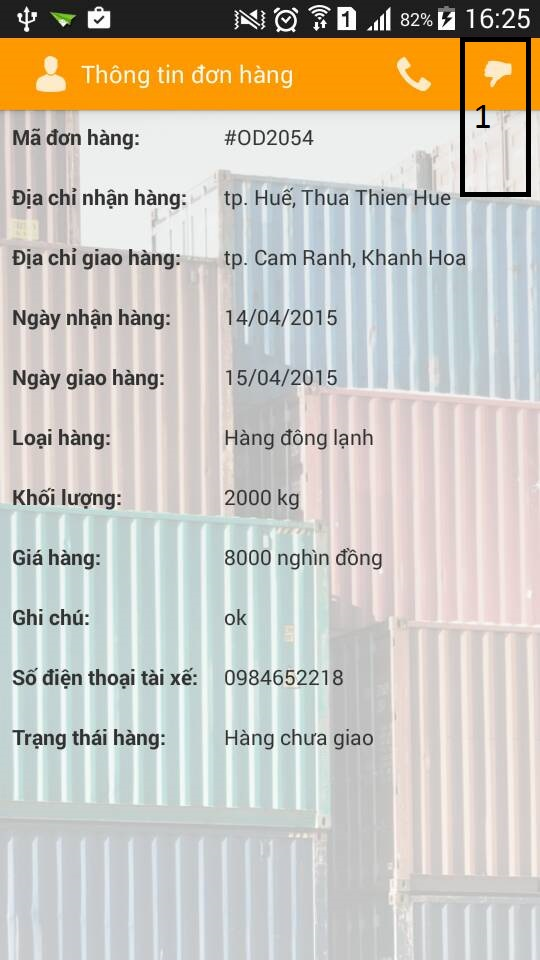 1 82% 16:25
Thông tin đơn hàng
1
Mã đơn hàng: #OD2054
Địa chỉ nhận hàng: tp. Huế, Thua Thien Hue
Địa chỉ giao hàng: tp. Cam Ranh, Khanh Hoa
Ngày nhận hàng: 14/04/2015
Ngày giao hàng: 15/04/2015
Loại hàng: Hàng đông lạnh
Khối lượng: 2000 kg
Giá hàng: 8000 nghìn đồng
Ghi chú: ok
Số điện thoại tài xế: 0984652218
Trạng thái hàng: Hàng chưa giao